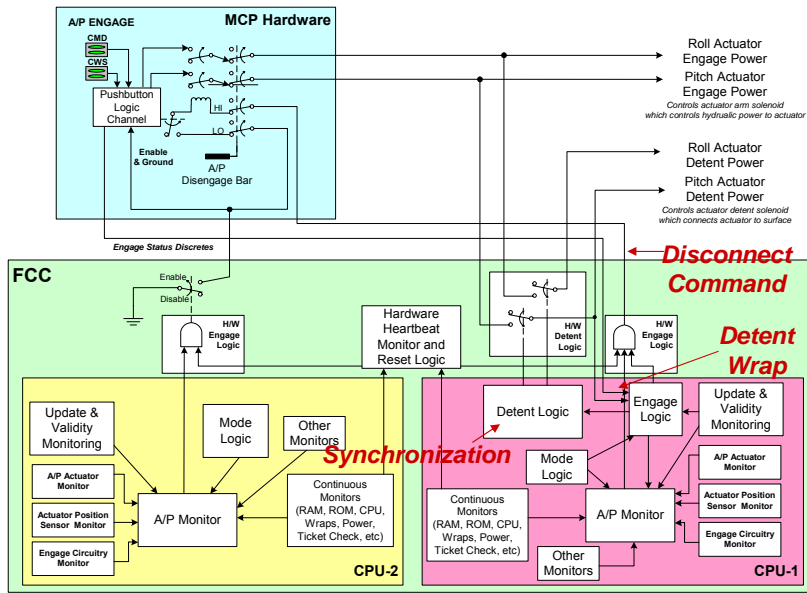 MCP Hardware
A/P ENGAGE
CMD
CWS
Pushbutton
Logic
Channel
HI
LO
Enable
& Ground
A/P
Disengage Bar
Roll Actuator
Engage Power
Pitch Actuator
Engage Power
Controls actuator arm solenoid
which controls hydrualic power to actuator
Roll Actuator
Detent Power
Pitch Actuator
Detent Power
Controls actuator detent solenoid
which connects actuator to surface
Engage Status Discretes
Disconnect
Command
FCC
Enable
Disable
H/W
Engage
Logic
Hardware
Heartbeat
Monitor and
Reset Logic
H/W
Detent
Logic
H/W
Engage
Logic
Detent
Wrap
Update &
Validity
Monitoring
Mode
Logic
Other
Monitors
A/P Actuator
Monitor
Actuator Position
Sensor Monitor
Engage Circuitry
Monitor
A/P Monitor
Continuous
Monitors
(RAM, ROM, CPU,
Wraps, Power,
Ticket Check, etc)
CPU-2
Detent Logic
Engage
Logic
Update &
Validity
Monitoring
Synchronization
Mode
Logic
A/P Actuator
Monitor
Continuous
Monitors
(RAM, ROM, CPU,
Wraps, Power,
Ticket Check, etc)
A/P Monitor
Actuator Position
Sensor Monitor
Engage Circuitry
Monitor
Other
Monitors
CPU-1